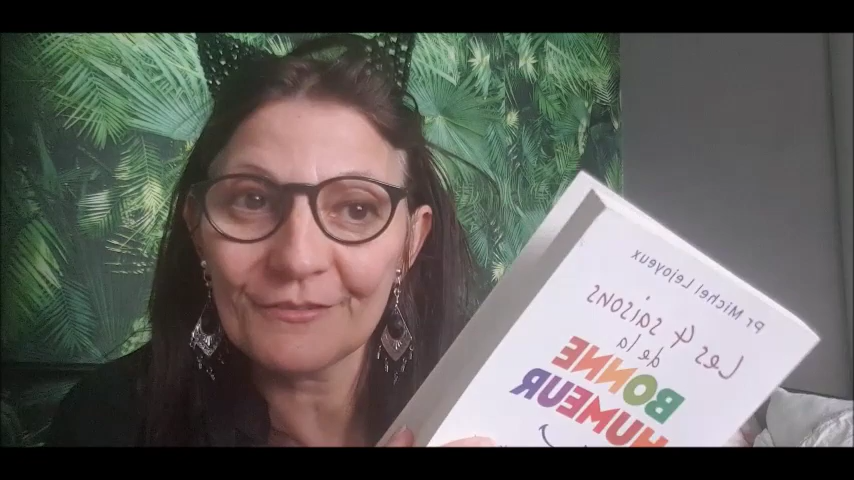 Pr Michel Lejoyeux
Les 4 saisons
de la
BONNE
HUMEUR